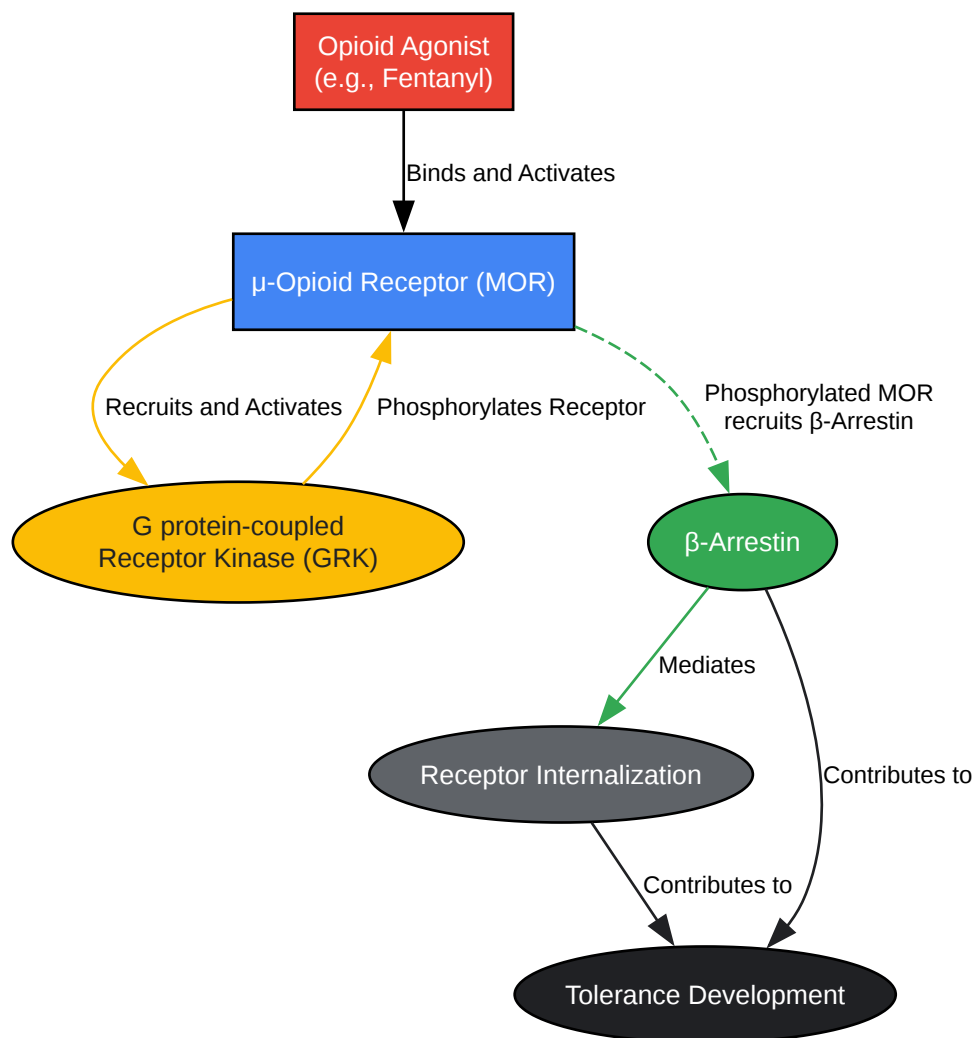 Opioid Agonist
(e.g., Fentanyl)
Binds and Activates
μ-Opioid Receptor (MOR)
Recruits and Activates
Phosphorylates Receptor
Phosphorylated MOR
recruits β-Arrestin
G protein-coupled
Receptor Kinase (GRK)
β-Arrestin
Mediates
Receptor Internalization
Contributes to
Contributes to
Tolerance Development